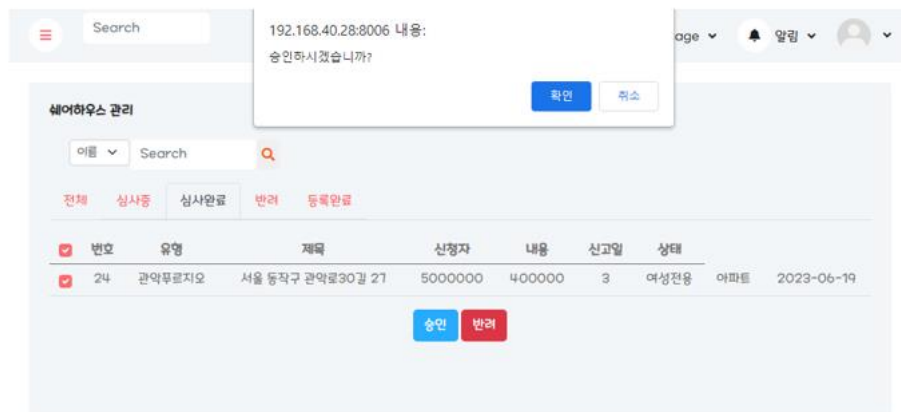 192.168.40.28:8006 내용:
승인하시겠습니까?
확인 취소
Search
age 알림
쉐어하우스 관리
이름 Search
전체 심사중 심사완료 반려 등록완료
번호 유형 제목 신청자 내용 신고일 상태
24 관악푸르지오 서울 동작구 관악로30길 27 5000000 400000 3 여성전용 아파트 2023-06-19
승인 반려